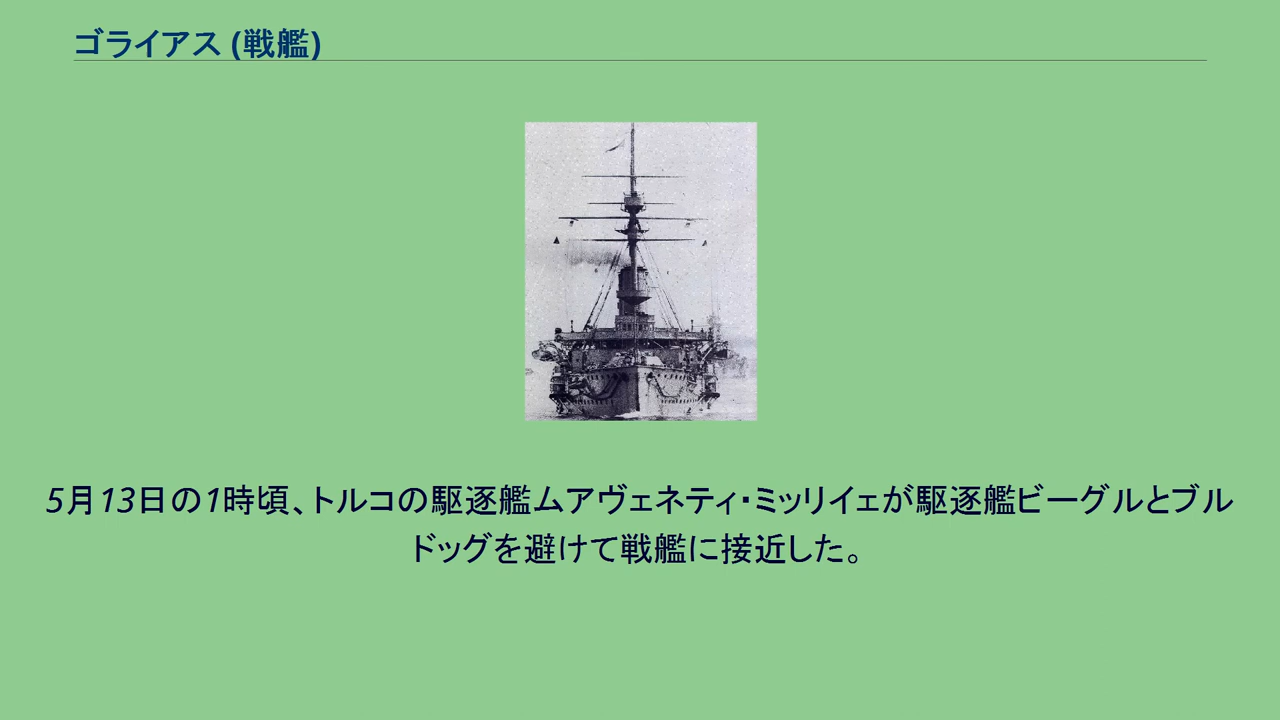 ゴライアス (戦艦)
5月13日の1時頃、トルコの駆逐艦ムアヴェネティ・ミッリイェが駆逐艦ビーグルとブル
ドッグを避けて戦艦に接近した。